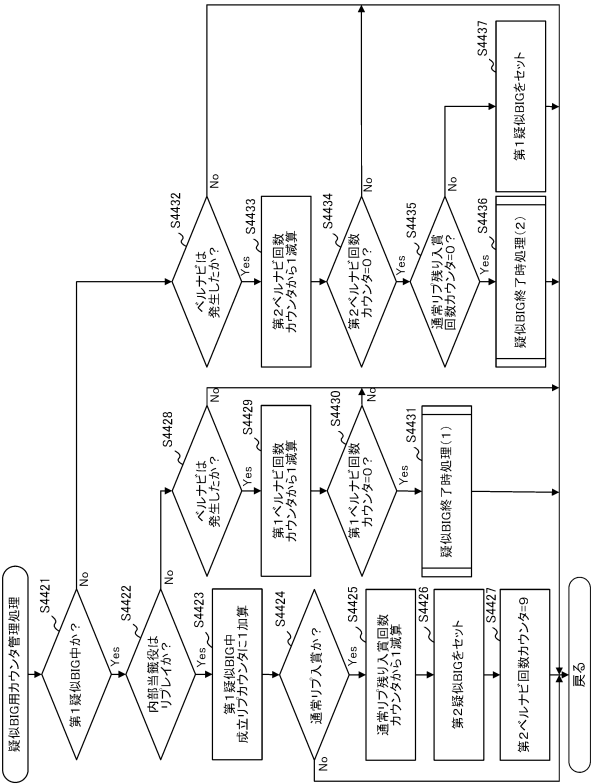 疑似BIG用カウンタ管理処理
S4421
第1疑似BIG中か?
Yes
No
S4422
内部当籤役は
リプレイか?
Yes
No
S4423
第1疑似BIG中
成立リプカウンタに1加算
S4424
通常リプ入賞か?
Yes
No
S4425
通常リプ残り入賞回数
カウンタから1減算
S4426
第2疑似BIGをセット
S4427
第2ベルナビ回数カウンタ=9
S4428
ベルナビは
発生したか?
Yes
No
S4429
第1ベルナビ回数
カウンタから1減算
S4430
第1ベルナビ回数
カウンタ=0?
Yes
No
S4431
疑似BIG終了時処理(1)
S4432
ベルナビは
発生したか?
Yes
No
S4433
第2ベルナビ回数
カウンタから1減算
S4434
第2ベルナビ回数
カウンタ=0?
Yes
No
S4435
通常リプ残り入賞
回数カウンタ=0?
Yes
No
S4436
疑似BIG終了時処理(2)
S4437
第1疑似BIGをセット
戻る